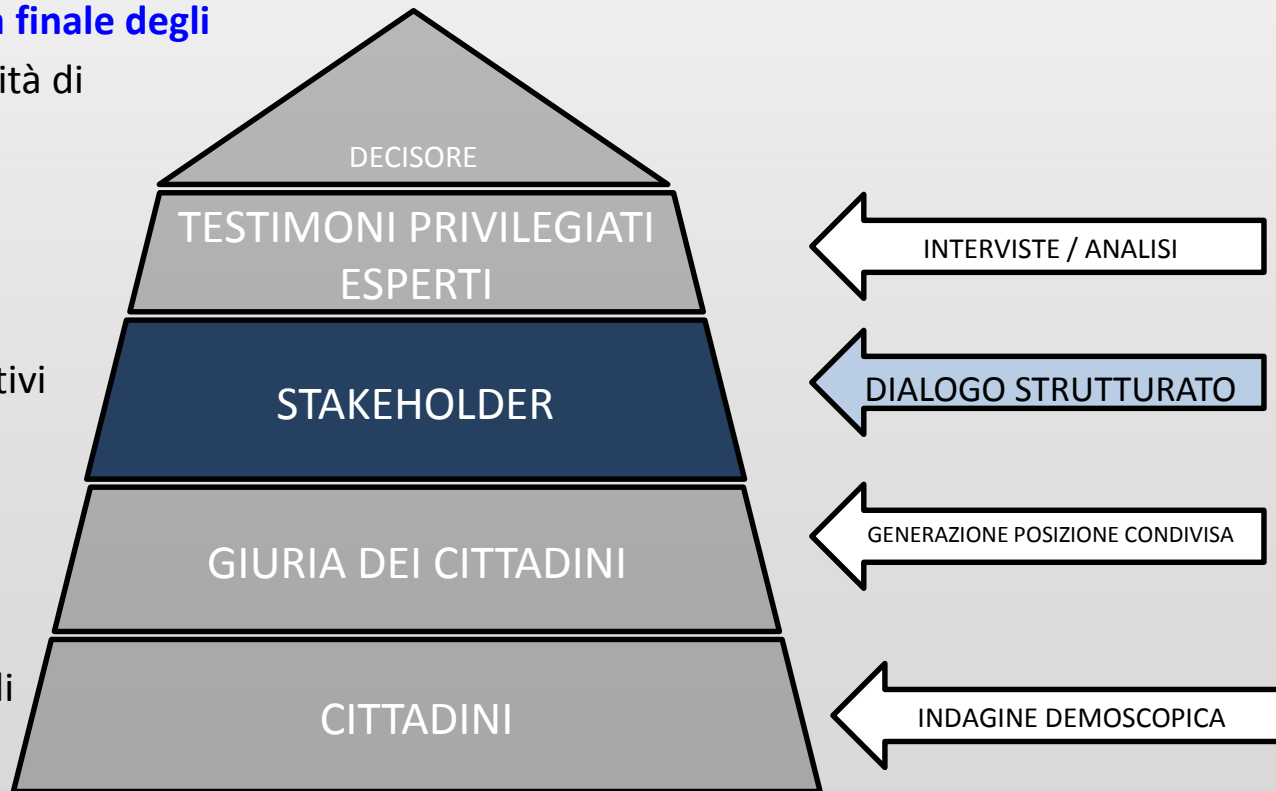 finale degli
ità di
DECISORE
TESTIMONI PRIVILEGIATI
ESPERTI
INTERVISTE / ANALISI
tivi
STAKEHOLDER
DIALOGO STRUTTURATO
GIURIA DEI CITTADINI
GENERAZIONE POSIZIONE CONDIVISA
li
CITTADINI
INDAGINE DEMOSCOPICA